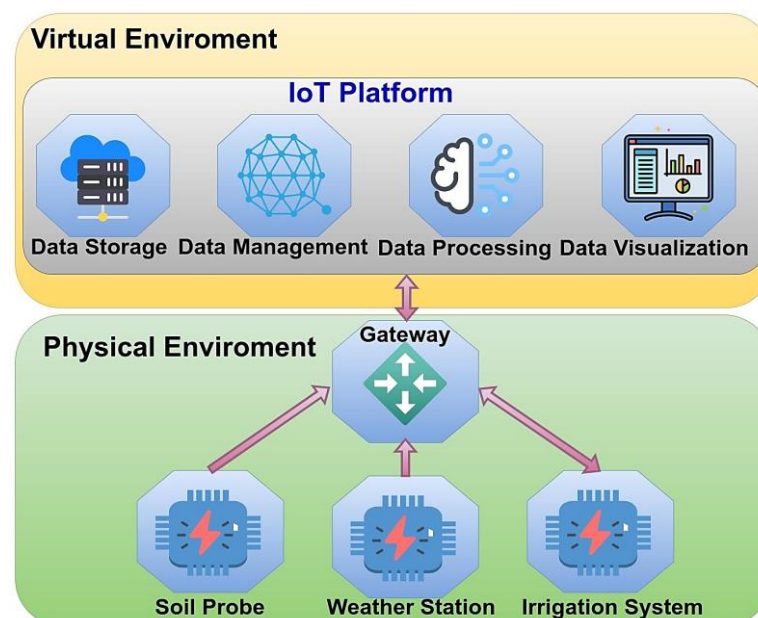 Virtual Enviroment
IoT Platform
Data Storage
Data Management
Data Processing
Data Visualization
Physical Enviroment
Gateway
Soil Probe
Weather Station
Irrigation System